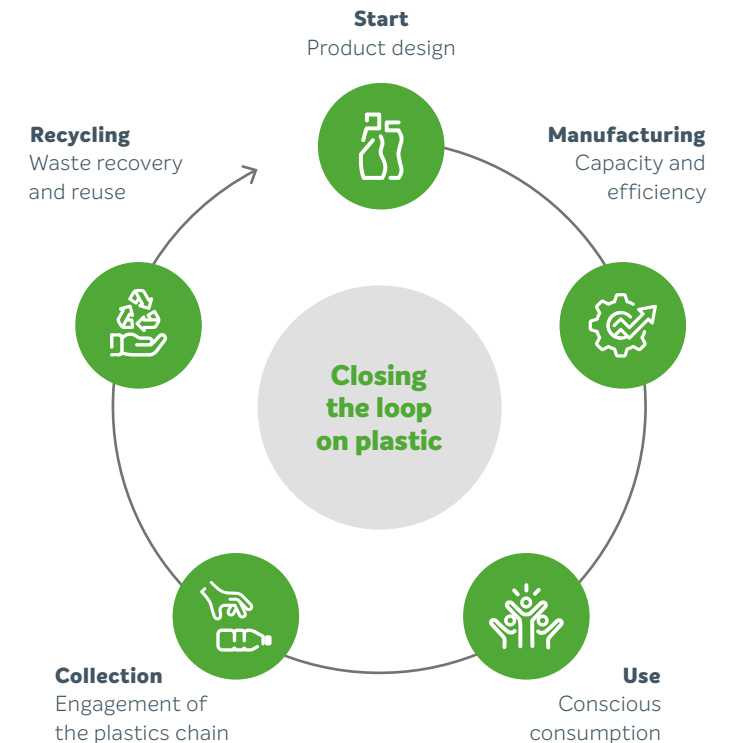 Start
Product design
Manufacturing
Capacity and
efficiency
Use
Conscious
consumption
Collection
Engagement of
the plastics chain
Recycling
Waste recovery
and reuse
Closing
the loop
on plastic